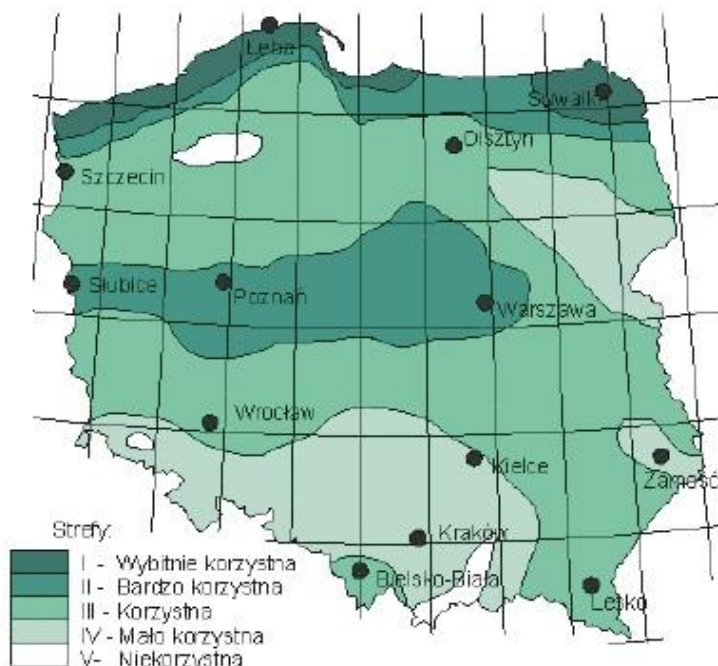 Łeba
Suwałki
Olsztyn
Szczecin
Słubice
Poznań
Warszawa
Wrocław
Kielce
Zamość
Strefy:
Kraków
I - Wybitnie korzystna
II - Bardzo korzystna
Bielsko-Biała
Lesko
III - Korzystna
IV - Mało korzystna
V- Niekorzystna